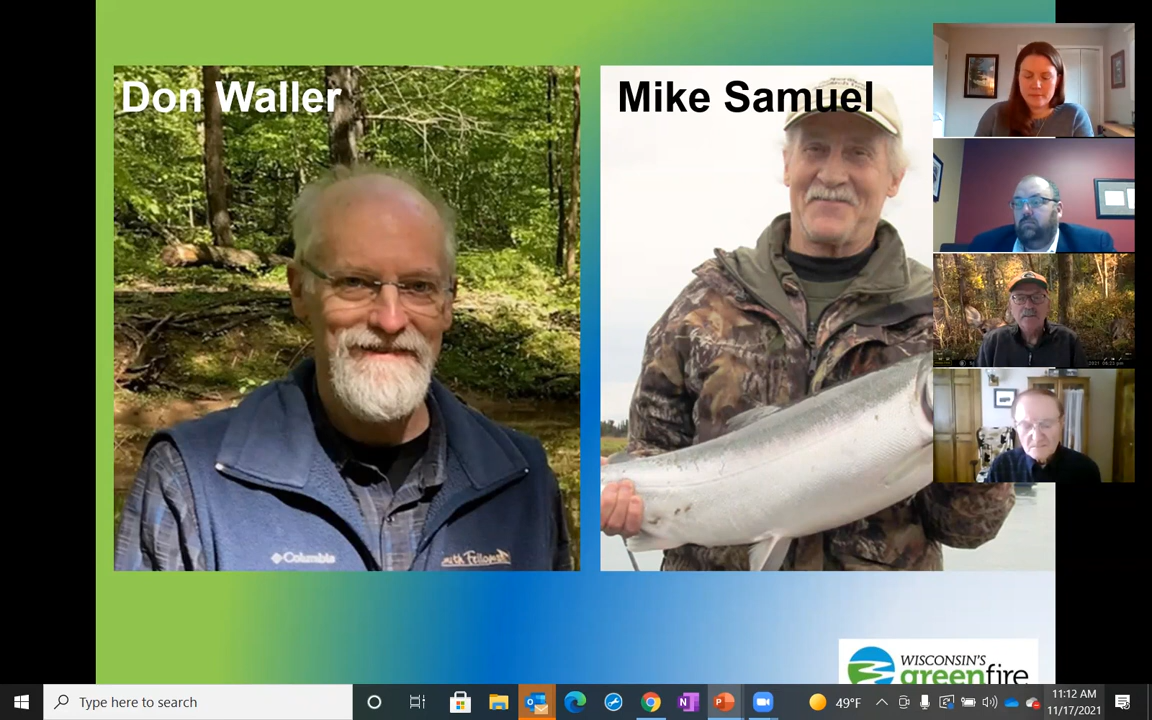 Don Waller
Mike Samuel
Columbia
WISCONSIN'S
greenfire
Type here to search
49°F
11:12 AM
11/17/2021